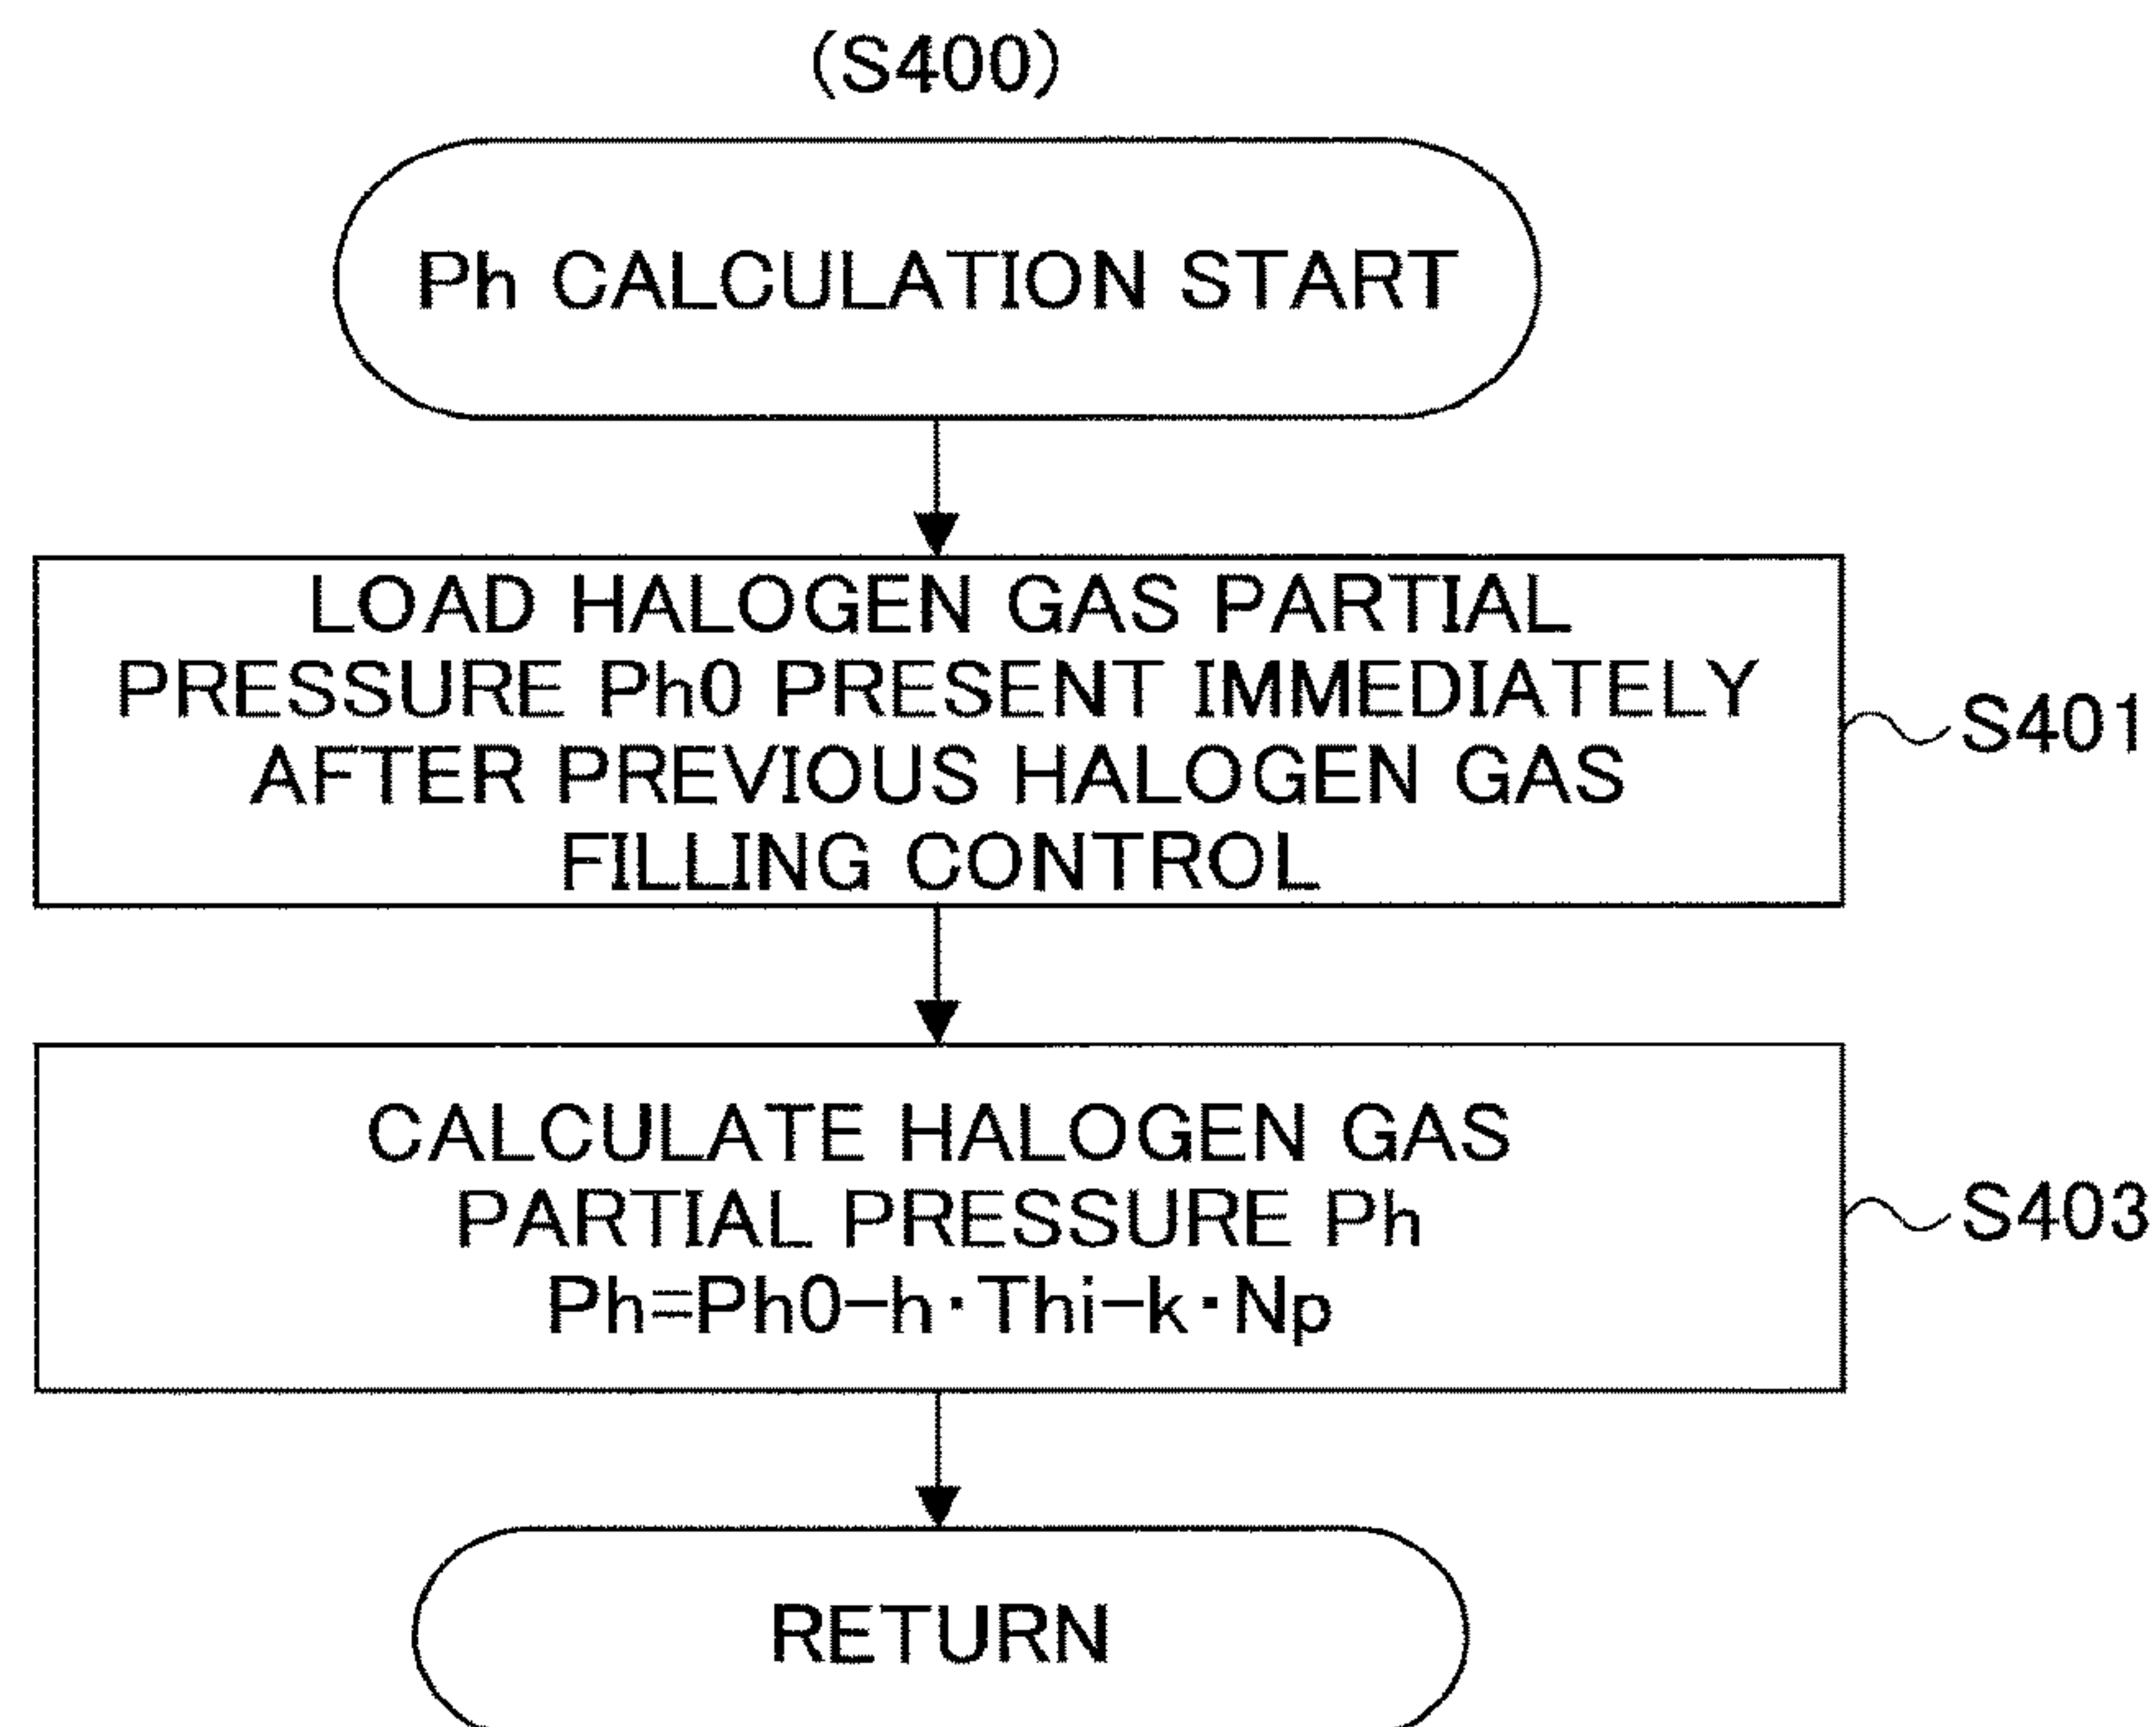 (S400)
Ph CALCULATION START
LOAD HALOGEN GAS PARTIAL
PRESSURE Ph0 PRESENT IMMEDIATELY
AFTER PREVIOUS HALOGEN GAS
FILLING CONTROL
S401
CALCULATE HALOGEN GAS
PARTIAL PRESSURE Ph
Ph=Ph0-h·Thi-k·Np
S403
RETURN